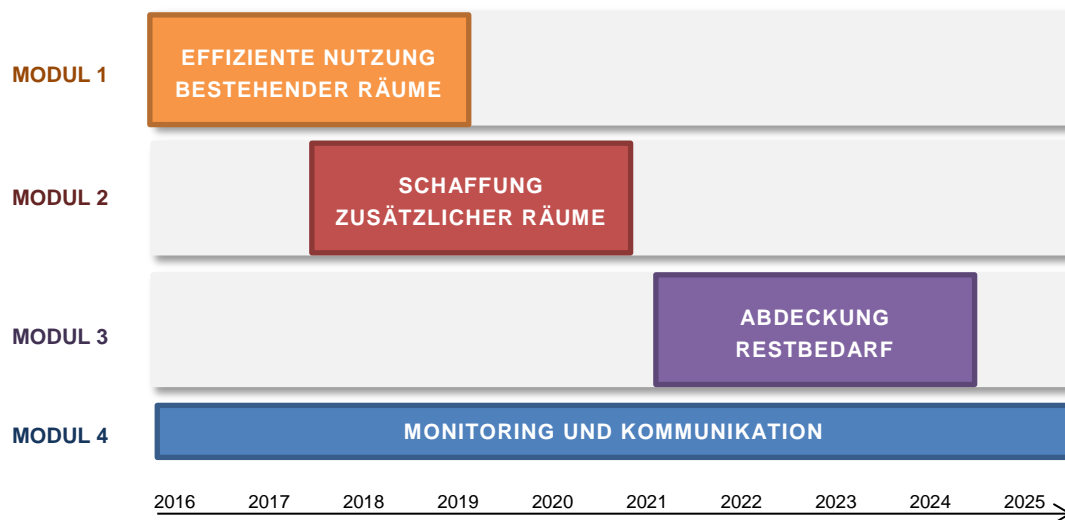 MODUL 1
EFFIZIENTE NUTZUNG
BESTEHENDER RÄUME
MODUL 2
SCHAFFUNG
ZUSÄTZLICHER RÄUME
MODUL 3
ABDECKUNG
RESTBEDARF
MODUL 4
MONITORING UND KOMMUNIKATION
2016 2017 2018 2019 2020 2021 2022 2023 2024 2025